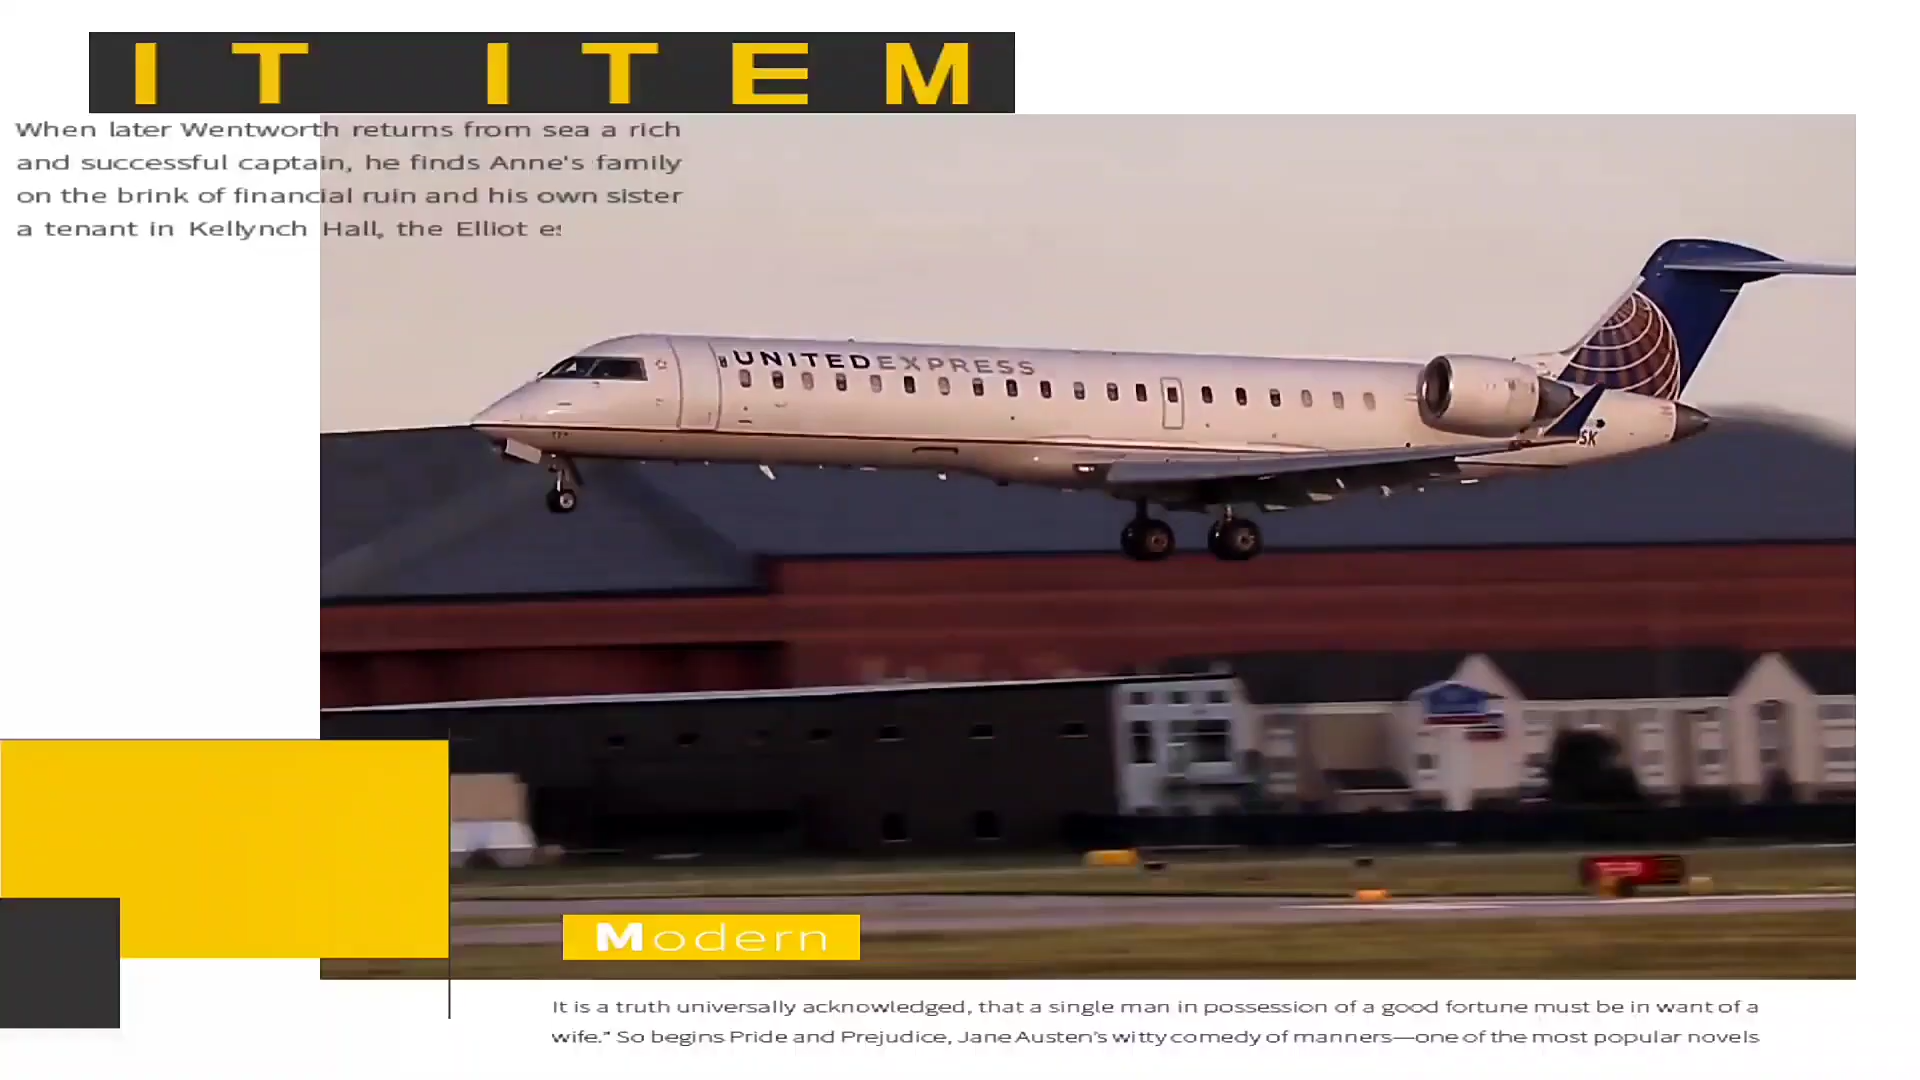 IT ITEM
When later Wentworth returns from sea a rich
and successful captain, he finds Anne's family
on the brink of financial ruin and his own sister
a tenant in Kellynch Hall, the Elliot
UNITEDEXPRESS
SK
Modern
It is a truth universally acknowledged, that a single man in possession of a good fortune must be in want of a
wife.” So begins Pride and Prejudice, Jane Austen’s witty comedy of manners—one of the most popular novels